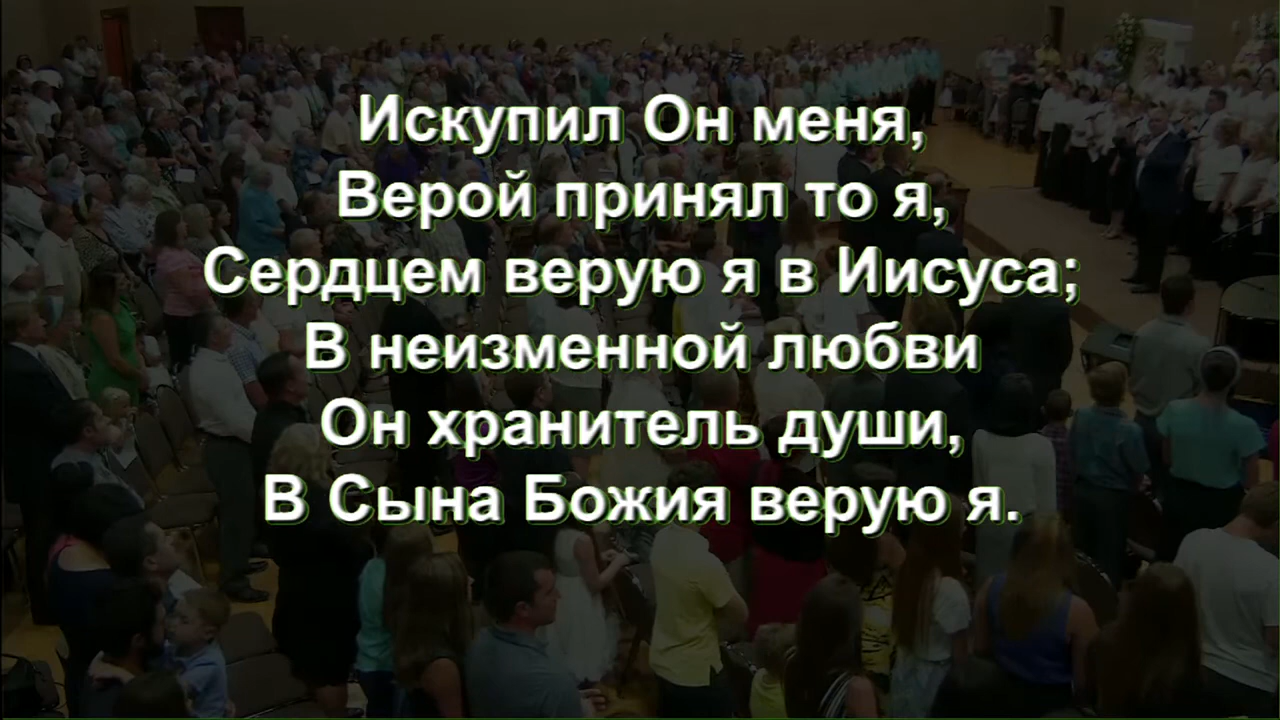 Искупил Он меня,
Верой принял то я,
Сердцем верую я в Иисуса;
В неизменной любви
Он хранитель души,
В Сына Божия верую я.